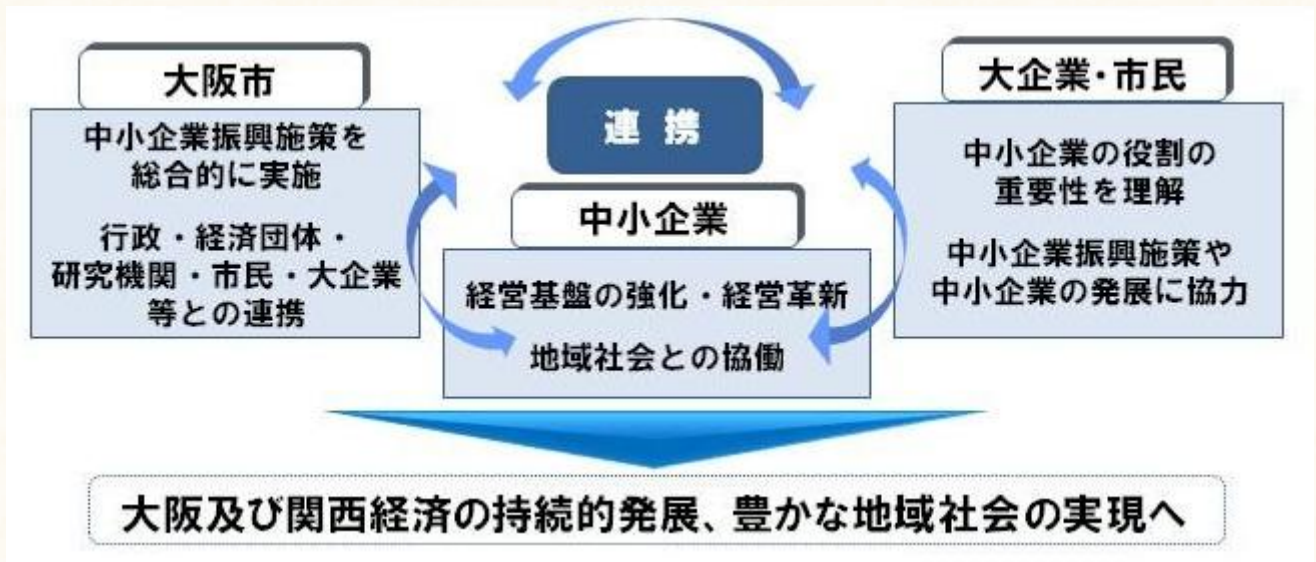 大阪市
中小企業振興施策を
総合的に実施
行政・経済団体・
研究機関・市民・大企業
等との連携
連携
中小企業
経営基盤の強化・経営革新
地域社会との協働
大企業・市民
中小企業の役割の
重要性を理解
中小企業振興施策や
中小企業の発展に協力
大阪及び関西経済の持続的発展、豊かな地域社会の実現へ